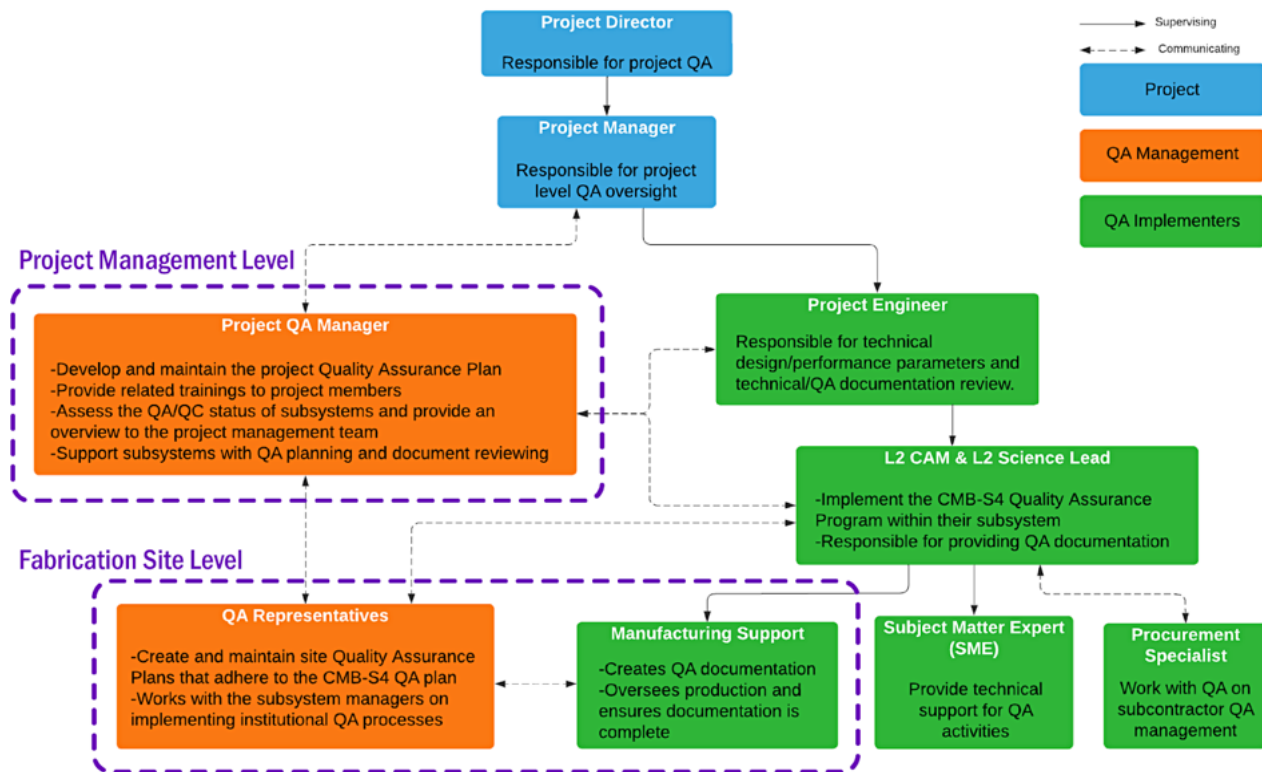 Project Director
Responsible for project QA
Supervising
Communicating
Project
QA Management
QA Implementers
Project Manager
Responsible for project
level QA oversight
Project Management Level
Project QA Manager
-Develop and maintain the project Quality Assurance Plan
-Provide related trainings to project members
-Assess the QA/QC status of subsystems and provide an
overview to the project management team
-Support subsystems with QA planning and document reviewing
Project Engineer
Responsible for technical
design/performance parameters and
technical/QA documentation review.
L2 CAM & L2 Science Lead
-Implement the CMB-S4 Quality Assurance
Program within their subsystem
-Responsible for providing QA documentation
Fabrication Site Level
QA Representatives
-Create and maintain site Quality Assurance
Plans that adhere to the CMB-S4 QA plan
-Works with the subsystem managers on
implementing institutional QA processes
Manufacturing Support
-Creates QA documentation
-Oversees production and
ensures documentation is
complete
Subject Matter Expert
(SME)
Provide technical
support for QA
activities
Procurement
Specialist
Work with QA on
subcontractor QA
management